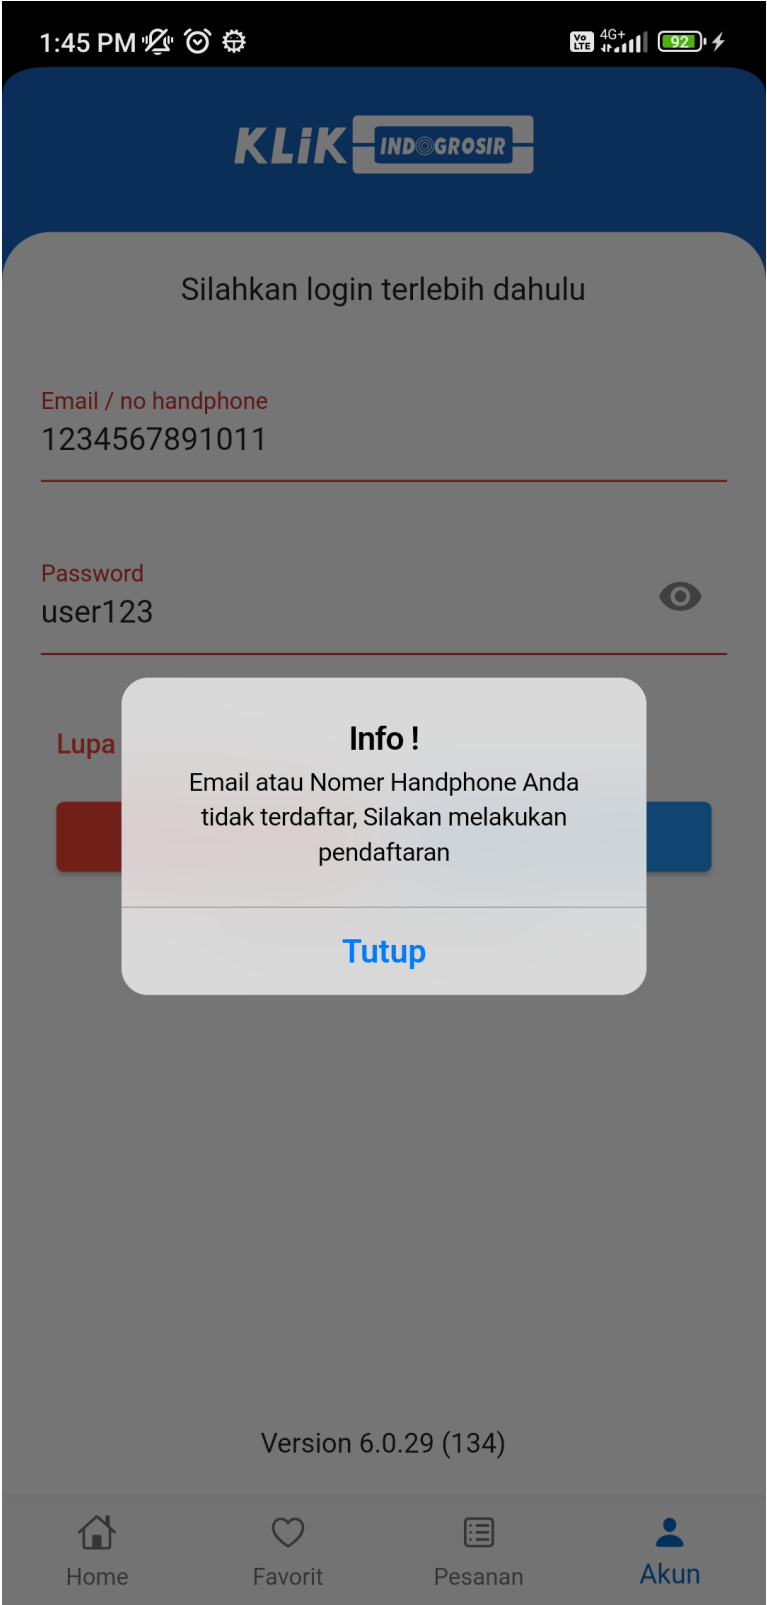 1:45 PM
Vo LTE 4G+ 92
KLiK INDOGROSIR
Silahkan login terlebih dahulu
Email / no handphone
1234567891011
Password
user123
Lupa
Info !
Email atau Nomer Handphone Anda
tidak terdaftar, Silakan melakukan
pendaftaran
Tutup
Version 6.0.29 (134)
Home Favorit Pesanan Akun